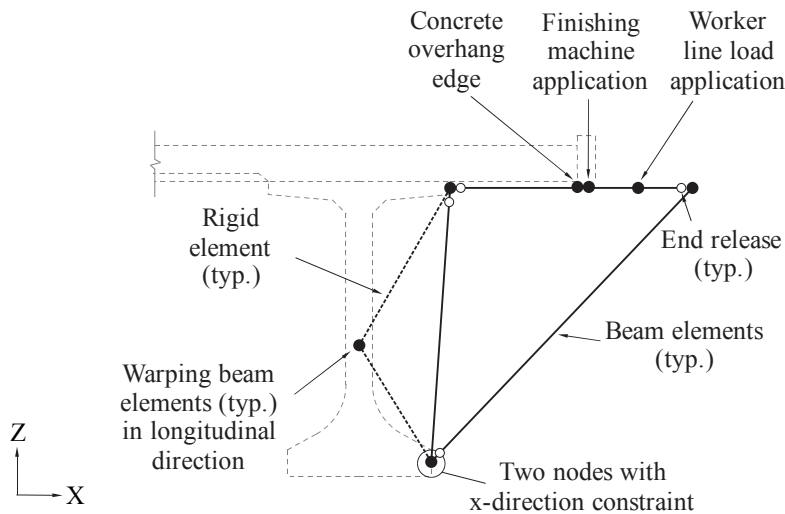 Concrete
overhang
edge
Finishing
machine
application
Worker
line load
application
Rigid
element
(typ.)
End release
(typ.)
Beam elements
(typ.)
Warping beam
elements (typ.)
in longitudinal
direction
Two nodes with
x-direction constraint
Z
X